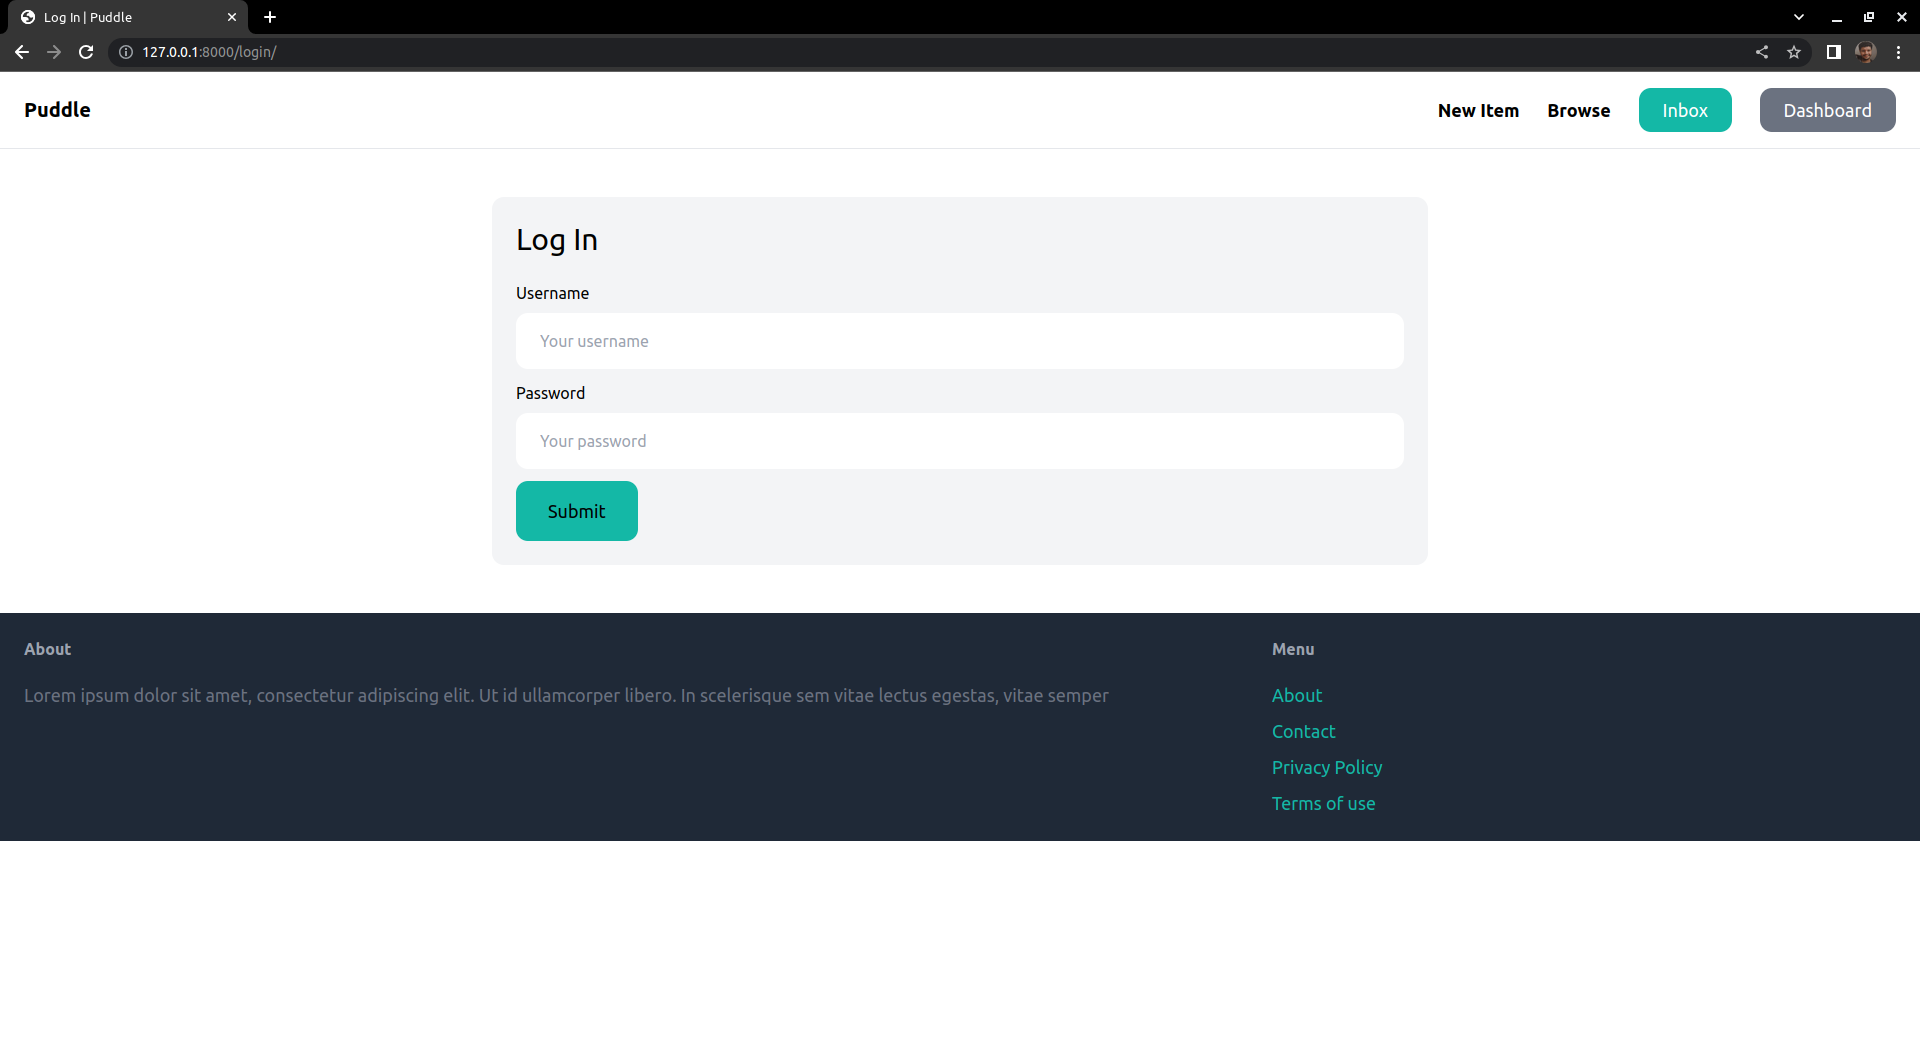 Log In | Puddle
127.0.0.1:8000/login/
Puddle
New Item
Browse
Inbox
Dashboard
Log In
Username
Your username
Password
Your password
Submit
About
Lorem ipsum dolor sit amet, consectetur adipiscing elit. Ut id ullamcorper libero. In scelerisque sem vitae lectus egestas, vitae semper
Menu
About
Contact
Privacy Policy
Terms of use